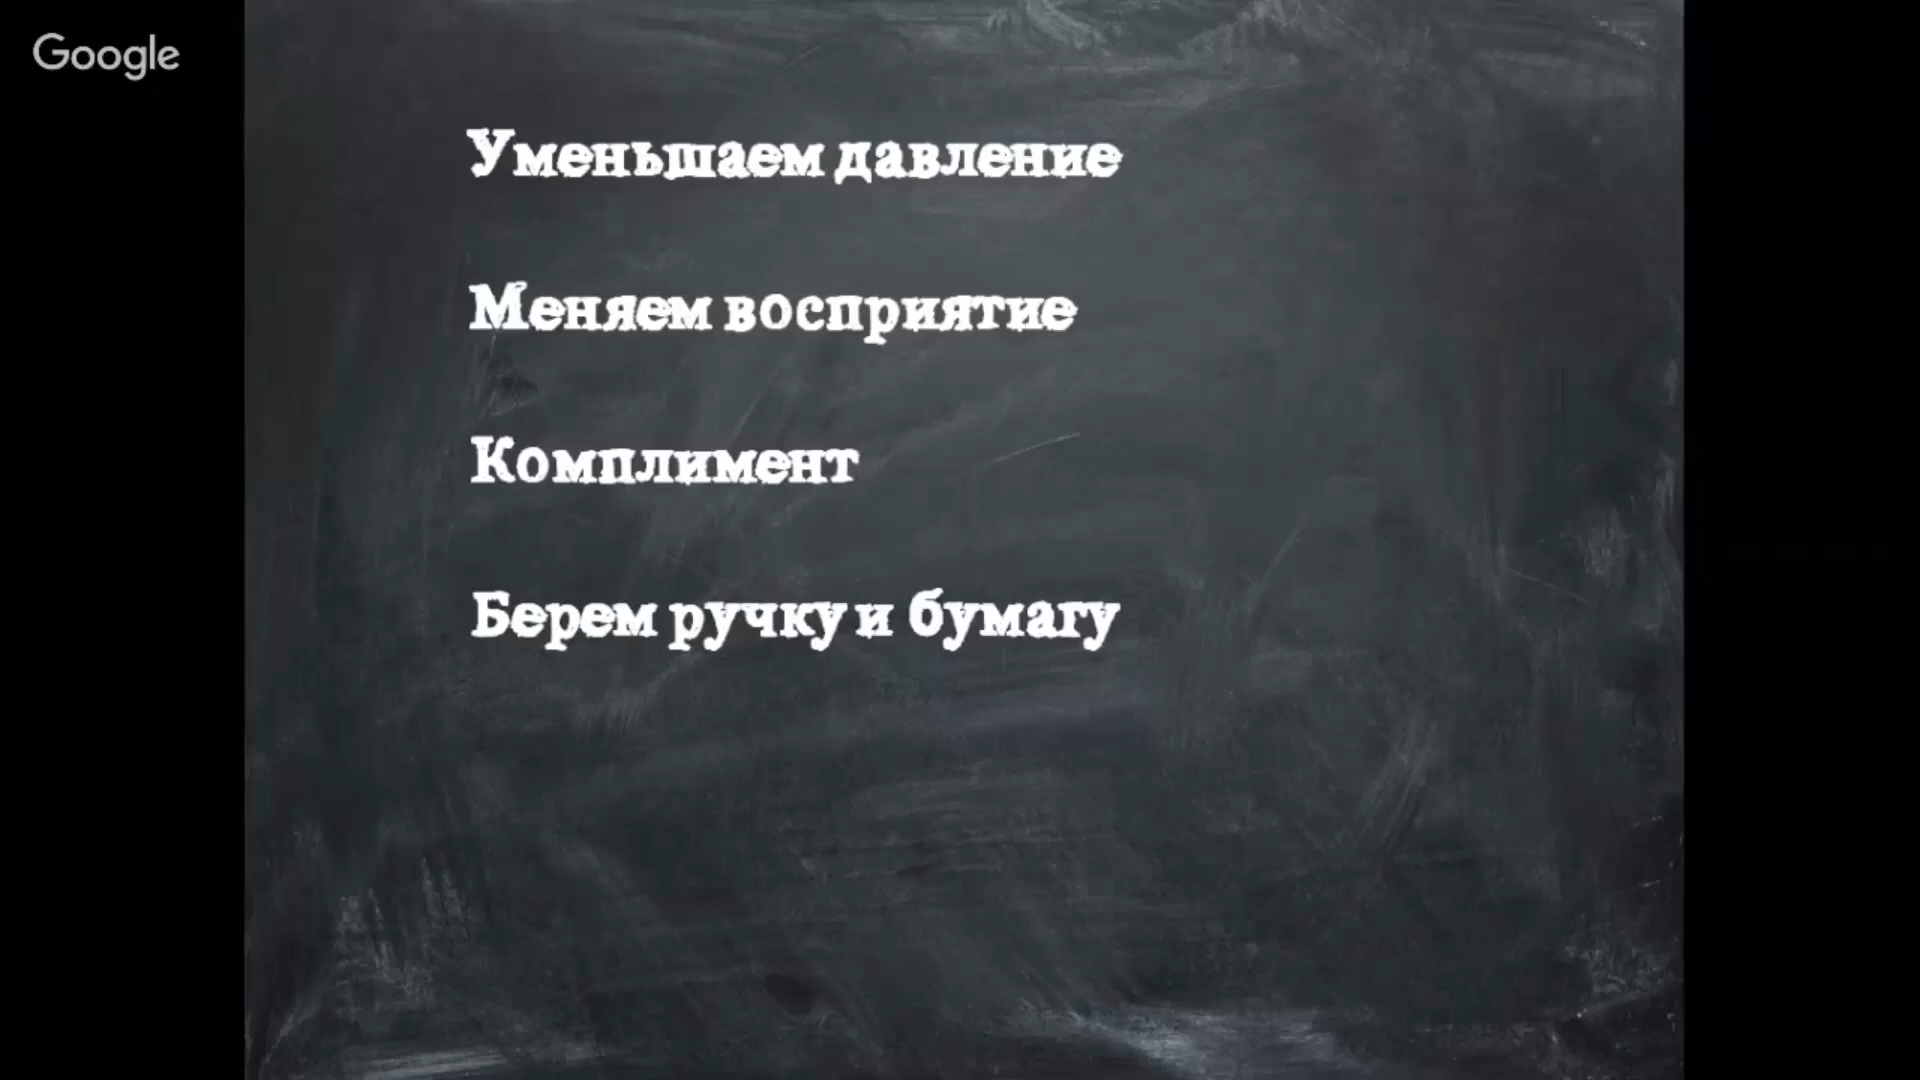 Google
Уменьшаем давление
Меняем восприятие
Комплимент
Берем ручку и бумагу